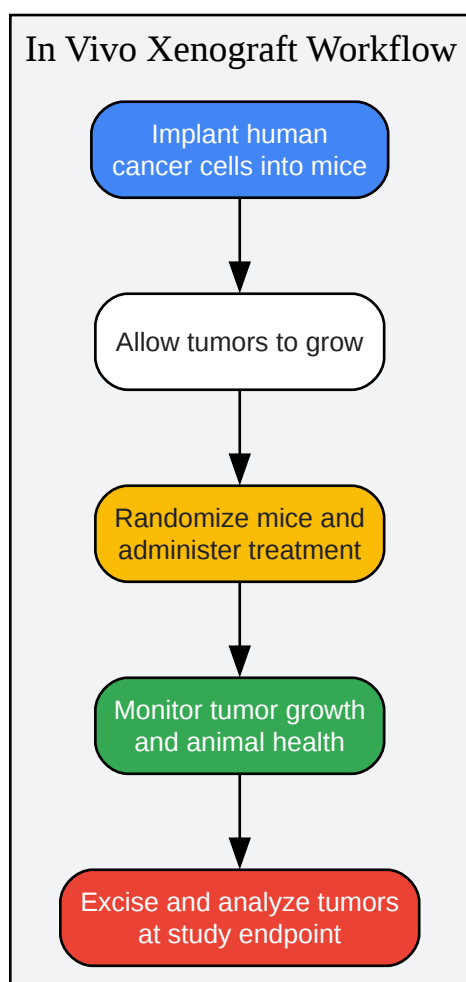 In Vivo Xenograft Workflow
Implant human
cancer cells into mice
Allow tumors to grow
Randomize mice and
administer treatment
Monitor tumor growth
and animal health
Excise and analyze tumors
at study endpoint